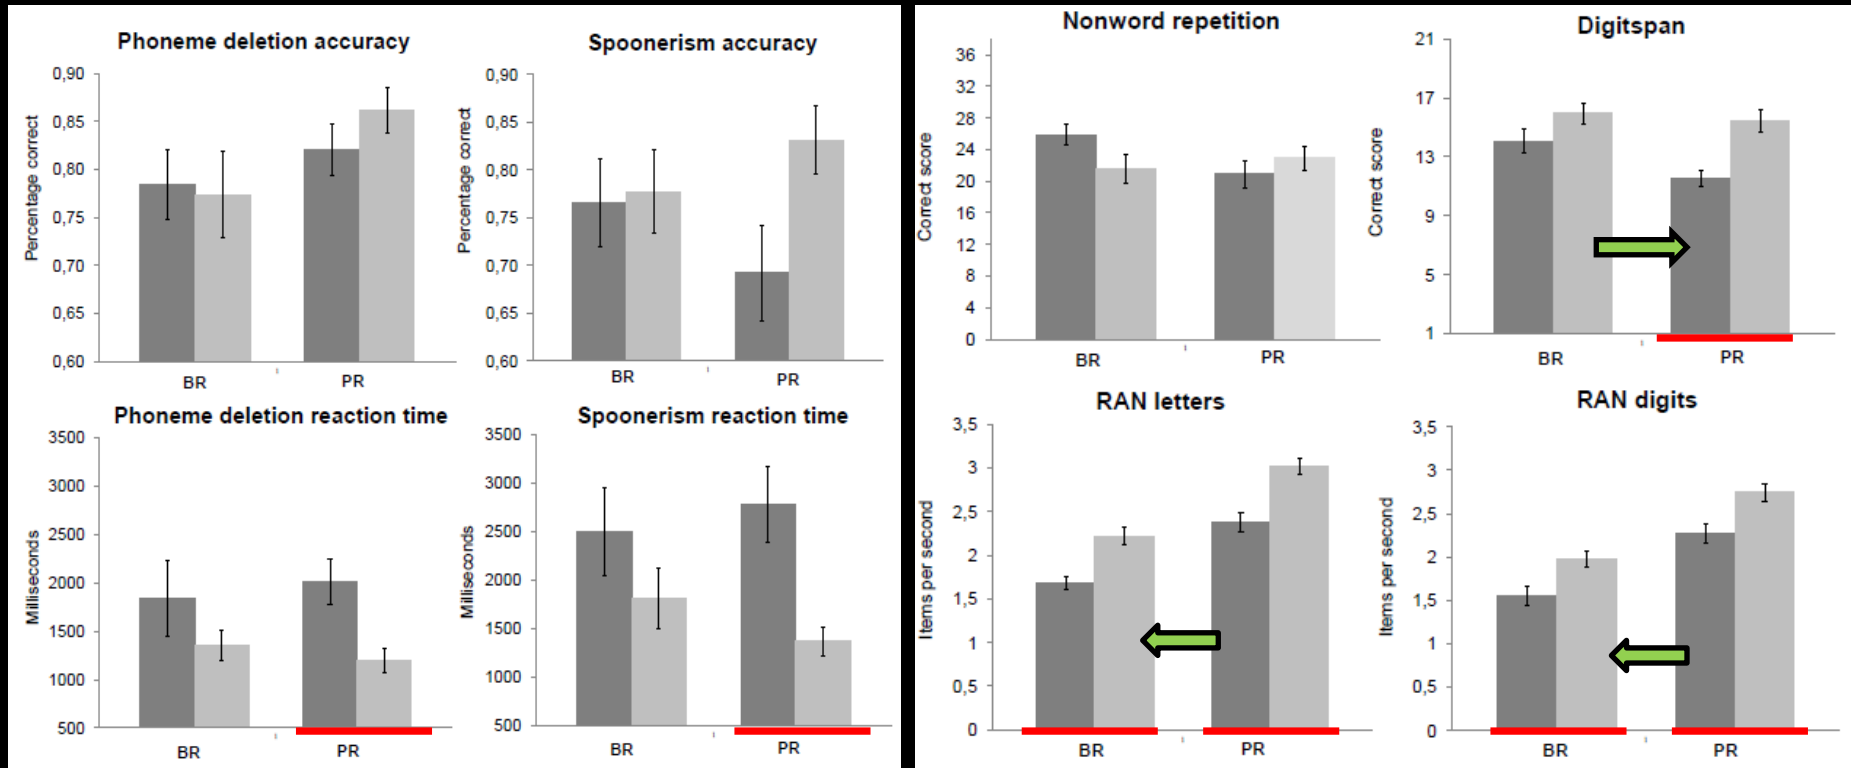 Phoneme deletion accuracy
Percentage correct
0,90
0,85
0,80
0,75
0,70
0,65
0,60
BR
PR
Spoonerism accuracy
Percentage correct
0,90
0,85
0,80
0,75
0,70
0,65
0,60
BR
PR
Phoneme deletion reaction time
Milliseconds
3500
3000
2500
2000
1500
1000
500
BR
PR
Spoonerism reaction time
Milliseconds
3500
3000
2500
2000
1500
1000
500
BR
PR
Nonword repetition
Correct score
36
32
28
24
20
16
12
8
4
0
BR
PR
Digitspan
Correct score
21
17
13
9
5
1
BR
PR
RAN letters
Items per second
3,5
3
2,5
2
1,5
1
0,5
0
BR
PR
RAN digits
Items per second
3,5
3
2,5
2
1,5
1
0,5
0
BR
PR